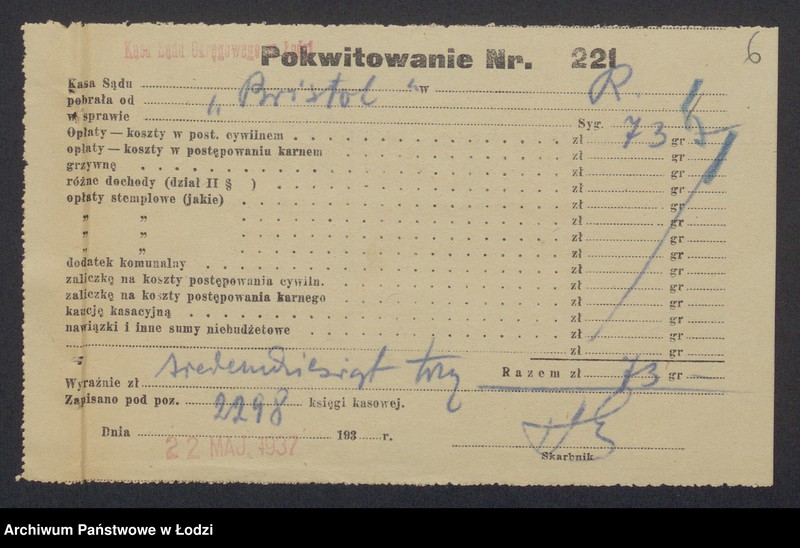 6
Kasa Sądu Okręgowego w Łodzi
Pokwitowanie Nr. 221
Kasa Sądu
pobrała od „Bristol" w R.
w sprawie Syg.
Opłaty — koszty w post. cywilnem zł 73 gr —
opłaty — koszty w postępowaniu karnem zł gr
grzywnę zł gr
różne dochody (dział II § ) zł gr
opłaty stemplowe (jakie) zł gr
„ „ zł gr
„ „ zł gr
„ „ zł gr
dodatek komunalny zł gr
zaliczkę na koszty postępowania cywiln. zł gr
zaliczkę na koszty postępowania karnego zł gr
kaucję kasacyjną zł gr
nawiązki i inne sumy niebudżetowe zł gr
„ zł gr
Wyraźnie zł siedemdziesiąt trzy Razem zł 73 gr —
Zapisano pod poz. 2298 księgi kasowej.
Dnia 22 MAJ. 1937 193 r.
Skarbnik
Archiwum Państwowe w Łodzi